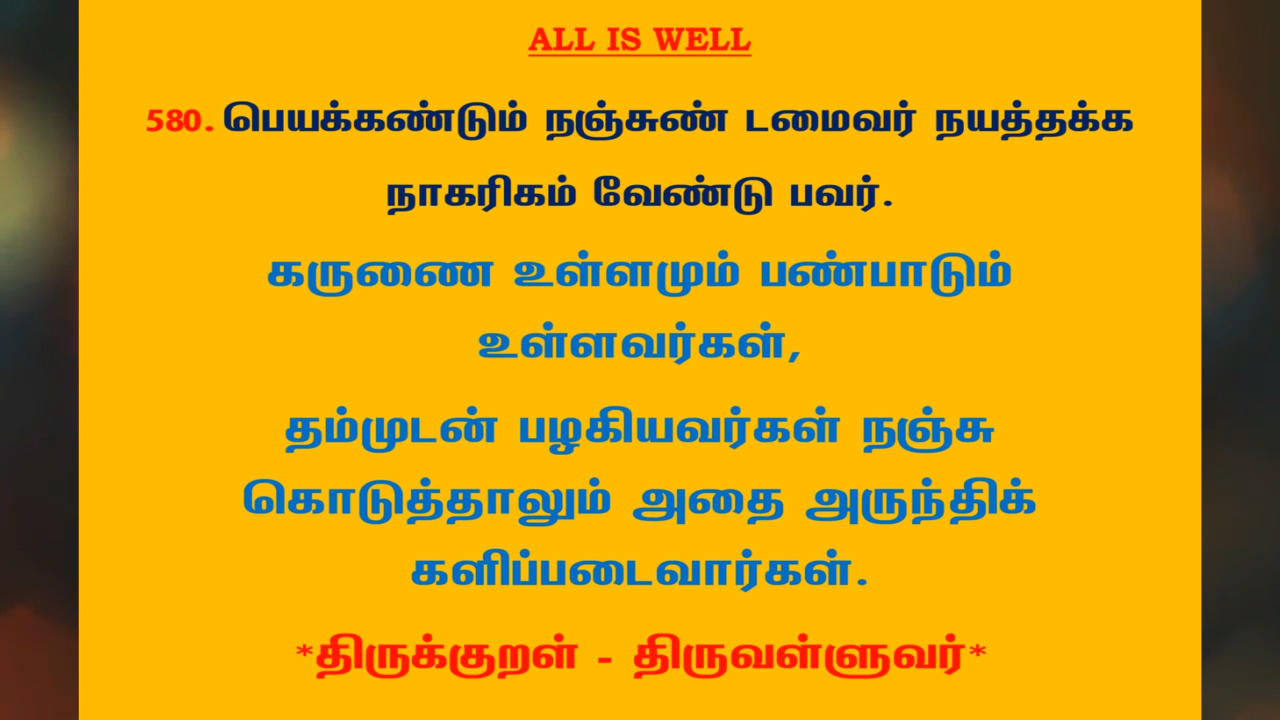 ALL IS WELL
580. பெயக்கண்டும் நஞ்சுண் டமைவர் நயத்தக்க
நாகரிகம் வேண்டு பவர்.
கருணை உள்ளமும் பண்பாடும்
உள்ளவர்கள்,
தம்முடன் பழகியவர்கள் நஞ்சு
கொடுத்தாலும் அதை அருந்திக்
களிப்படைவார்கள்.
*திருக்குறள் - திருவள்ளுவர்*